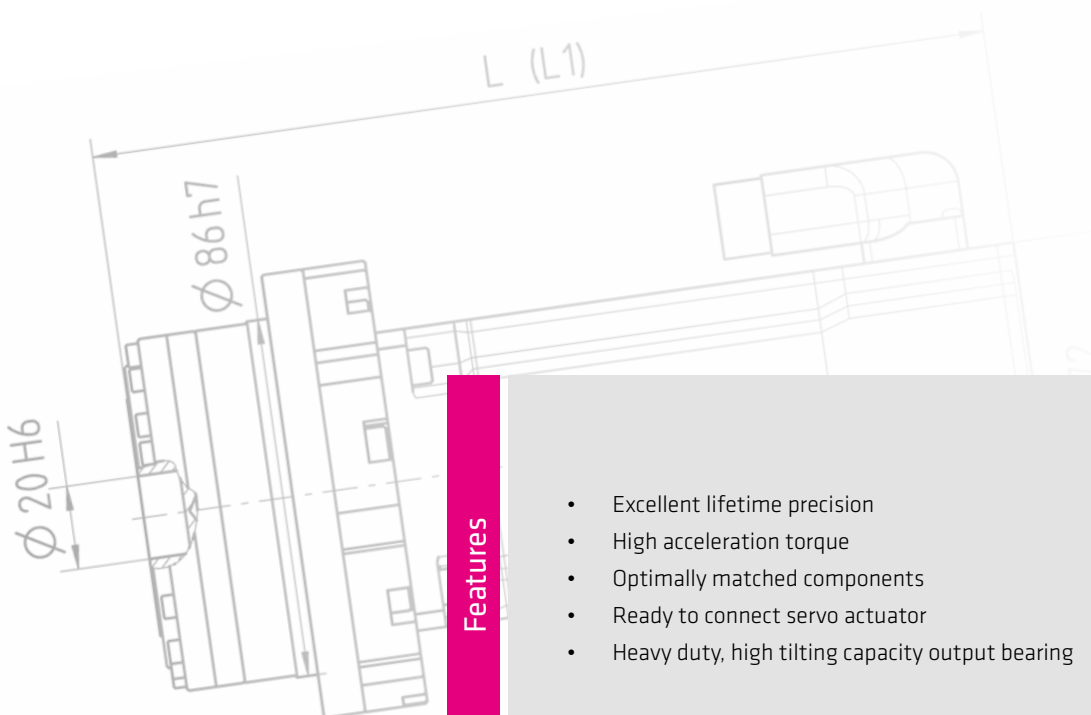 L (L1)
Ø 86 h7
Ø 20 H6
Features
• Excellent lifetime precision
• High acceleration torque
• Optimally matched components
• Ready to connect servo actuator
• Heavy duty, high tilting capacity output bearing